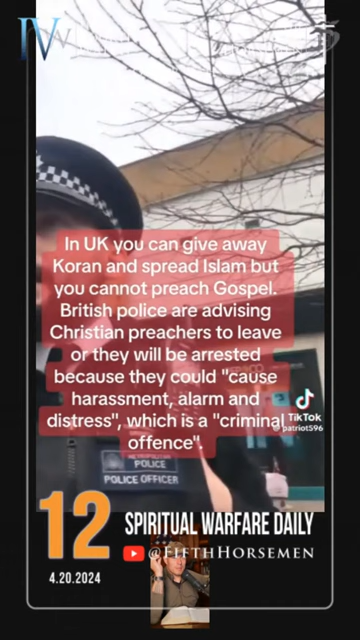 IV
In UK you can give away
Koran and spread Islam but
you cannot preach Gospel.
British police are advising
Christian preachers to leave
or they will be arrested
because they could "cause
harassment, alarm and
distress", which is a "criminal
offence".
TikTok
patriot596
METROPOLITAN
POLICE
POLICE OFFICER
12
SPIRITUAL WARFARE DAILY
@FIFTHHORSEMEN
4.20.2024